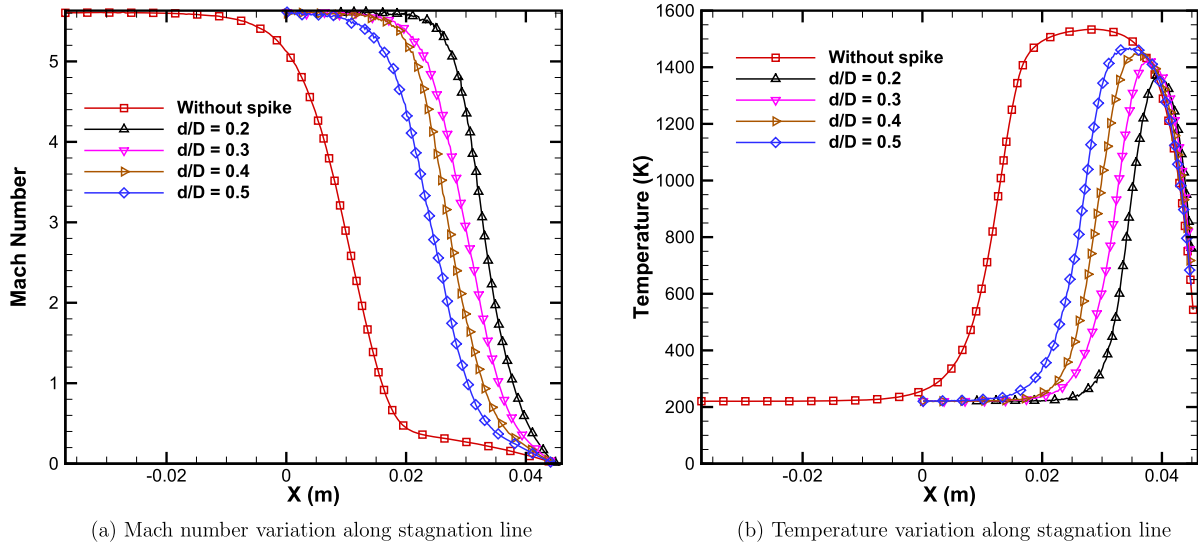 5
4
3
2
1
0
Mach Number
Without spike
d/D = 0.2
d/D = 0.3
d/D = 0.4
d/D = 0.5
-0.02
0
0.02
0.04
X (m)
(a) Mach number variation along stagnation line
1600
1400
1200
1000
800
600
400
200
0
Temperature (K)
Without spike
d/D = 0.2
d/D = 0.3
d/D = 0.4
d/D = 0.5
-0.02
0
0.02
0.04
X (m)
(b) Temperature variation along stagnation line